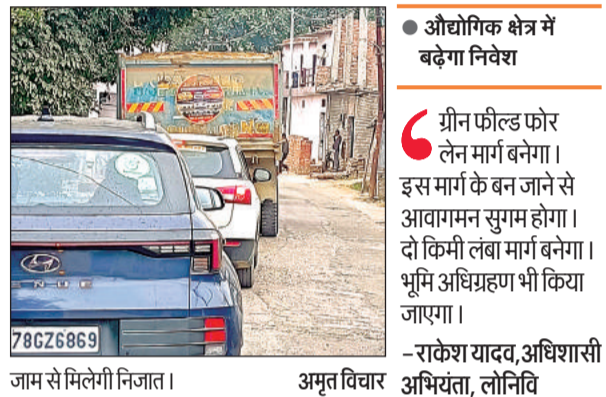 78GZ6869
जाम से मिलेगी निजात।
अमृत विचार
● औद्योगिक क्षेत्र में
बढ़ेगा निवेश
ग्रीन फील्ड फोर
लेन मार्ग बनेगा।
इस मार्ग के बन जाने से
आवागमन सुगम होगा।
दो किमी लंबा मार्ग बनेगा।
भूमि अधिग्रहण भी किया
जाएगा।
-राकेश यादव,अधिशासी
अभियंता, लोनिवि